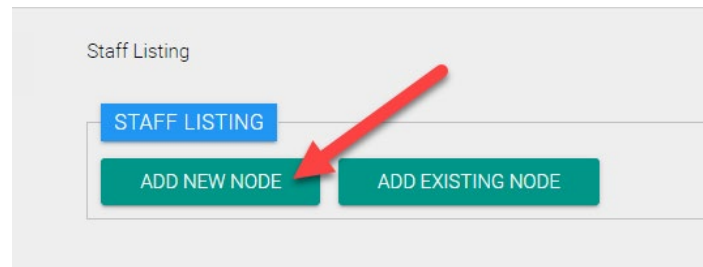 Staff Listing
STAFF LISTING
ADD NEW NODE ADD EXISTING NODE